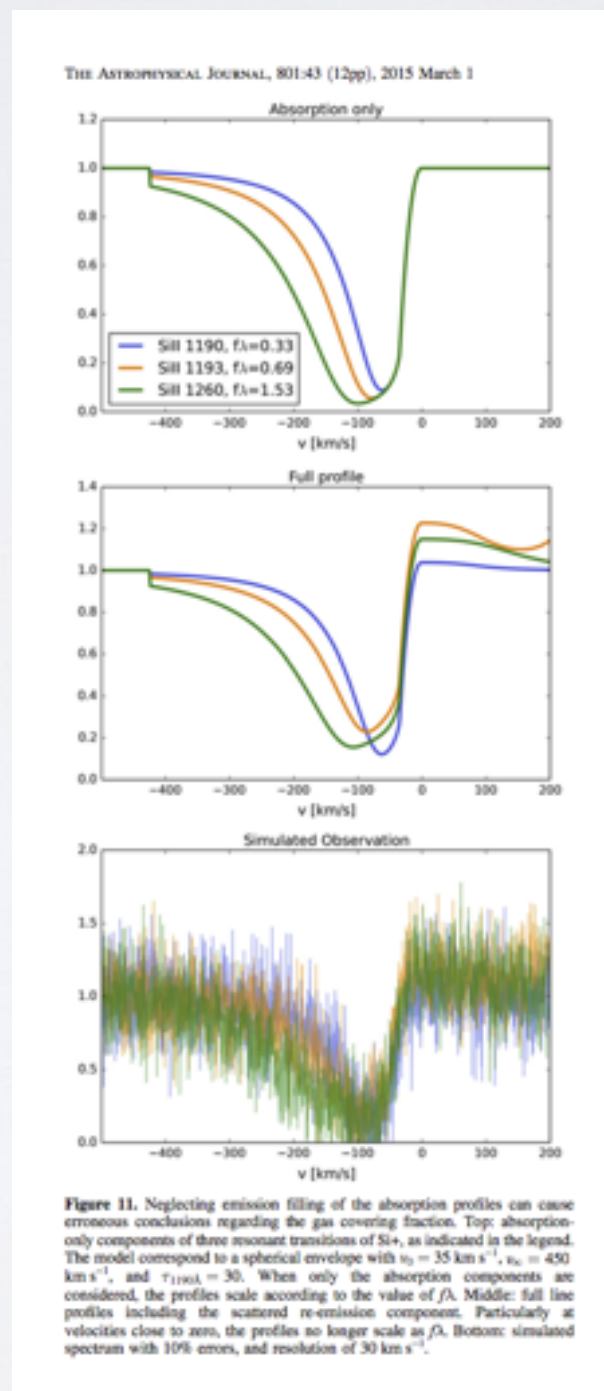 THE ASTROPHYSICAL JOURNAL, 801:43 (12pp), 2015 March 1
Absorption only
1.2
1.0
0.8
0.6
0.4
0.2
0.0
SiII 1190, fλ=0.33
SiII 1193, fλ=0.69
SiII 1260, fλ=1.53
−400 −300 −200 −100 0 100 200
v [km/s]
Full profile
1.4
1.2
1.0
0.8
0.6
0.4
0.2
0.0
−400 −300 −200 −100 0 100 200
v [km/s]
Simulated Observation
2.0
1.5
1.0
0.5
0.0
−400 −300 −200 −100 0 100 200
v [km/s]
Figure 11. Neglecting emission filling of the absorption profiles can cause
erroneous conclusions regarding the gas covering fraction. Top: absorption-
only components of three resonant transitions of Si+, as indicated in the legend.
The model correspond to a spherical envelope with = 35 km s⁻¹, = 450
km s⁻¹, and = 30. When only the absorption components are
considered, the profiles scale according to the value of fλ. Middle: full line
profiles including the scattered re-emission component. Particularly at
velocities close to zero, the profiles no longer scale as fλ. Bottom: simulated
spectrum with 10% errors, and resolution of 30 km s⁻¹.